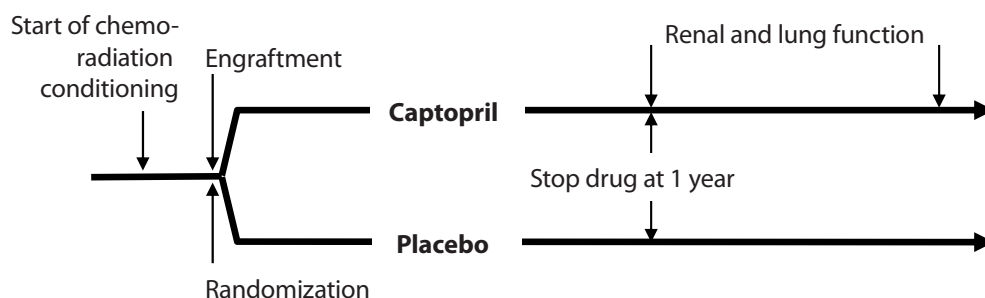 Start of chemo-
radiation
conditioning
Engraftment
Renal and lung function
Captopril
Stop drug at 1 year
Placebo
Randomization